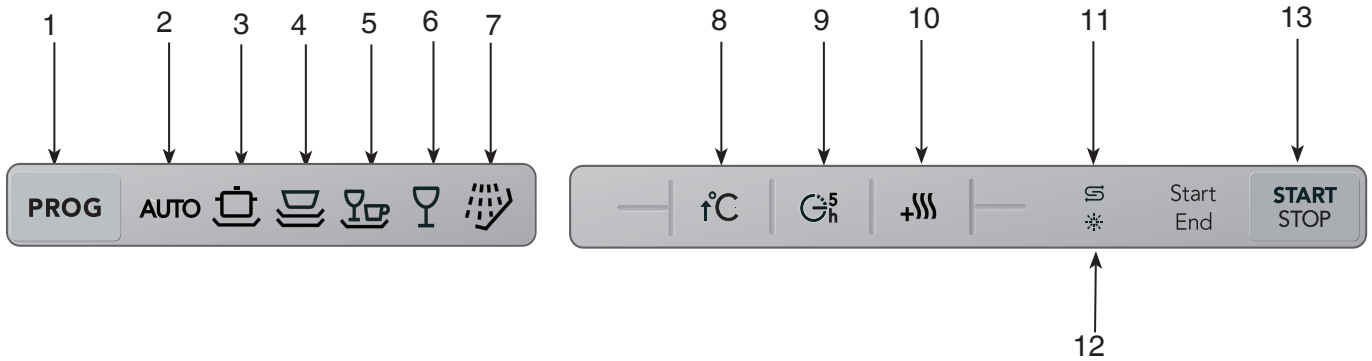 1 2 3 4 5 6 7 8 9 10 11 13
PROG AUTO °C 5 h + Start End START STOP
12